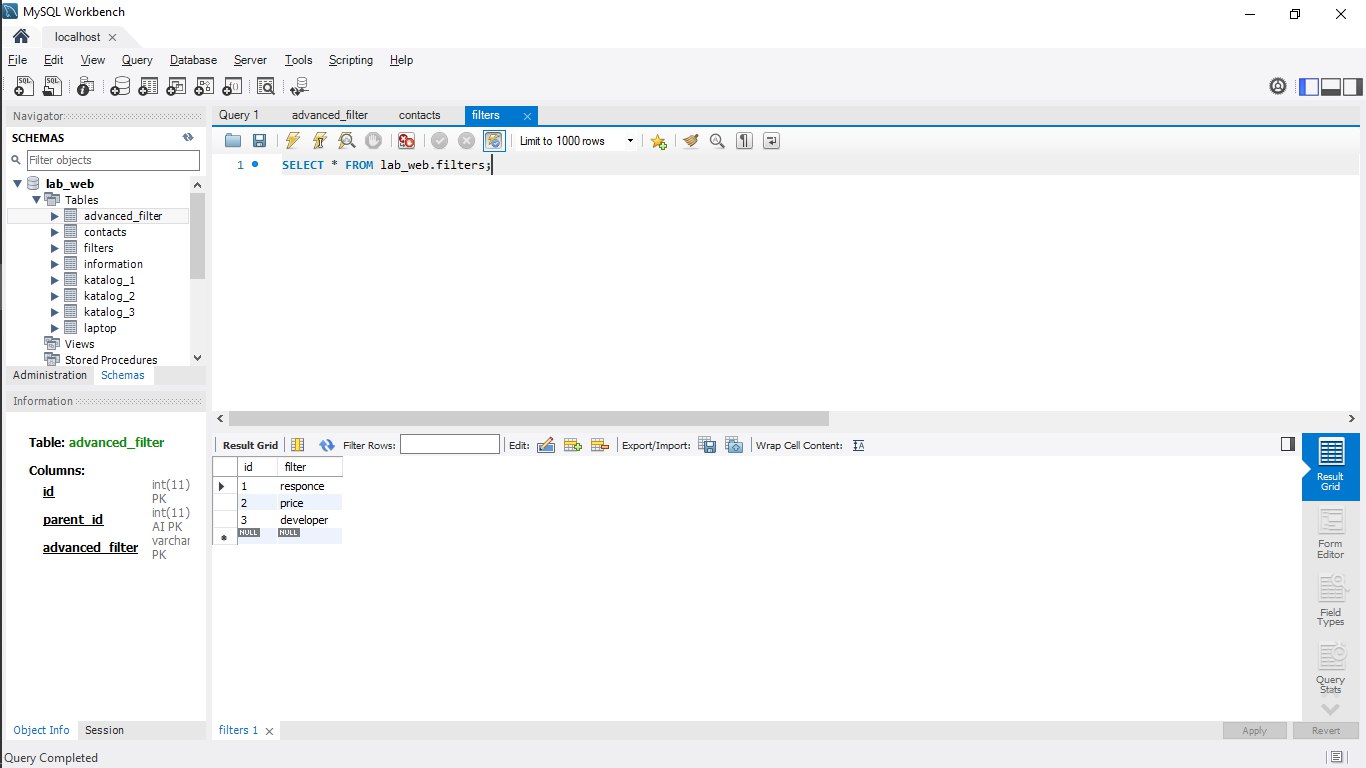 MySQL Workbench
localhost
File Edit View Query Database Server Tools Scripting Help
Navigator
SCHEMAS
Filter objects
lab_web
Tables
advanced_filter
contacts
filters
information
katalog_1
katalog_2
katalog_3
laptop
Views
Stored Procedures
Administration Schemas
Information
Table: advanced_filter
Columns:
id int(11) PK
parent_id int(11) AI PK
advanced_filter varchar PK
Object Info Session
Query 1 advanced_filter contacts filters
Limit to 1000 rows
1 SELECT * FROM lab_web.filters;
Result Grid Filter Rows: Edit: Export/Import: Wrap Cell Content:
id filter
1 responce
2 price
3 developer
NULL NULL
Result Grid
Form Editor
Field Types
Query Stats
filters 1
Apply Revert
Query Completed